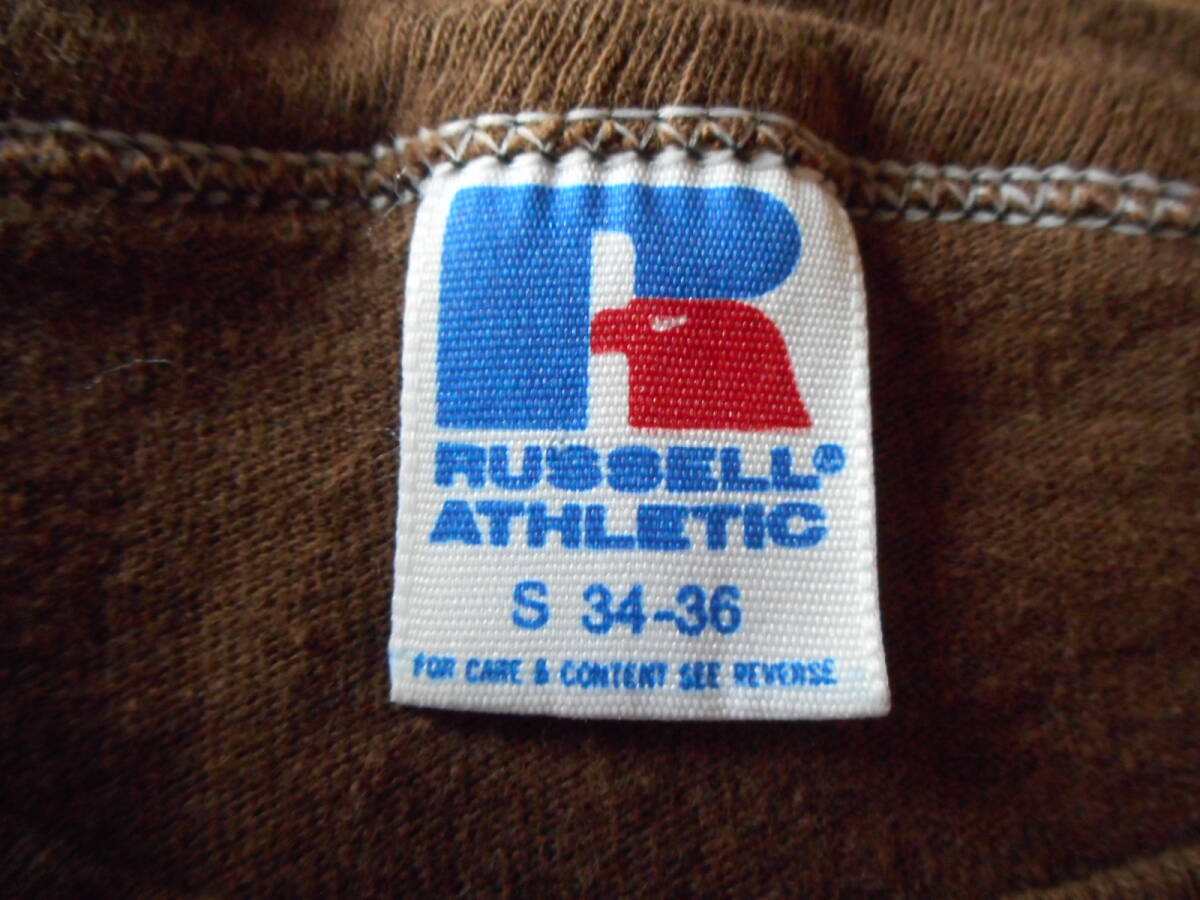 R
RUSSELL®
ATHLETIC
S 34-36
FOR CARE & CONTENT SEE REVERSE